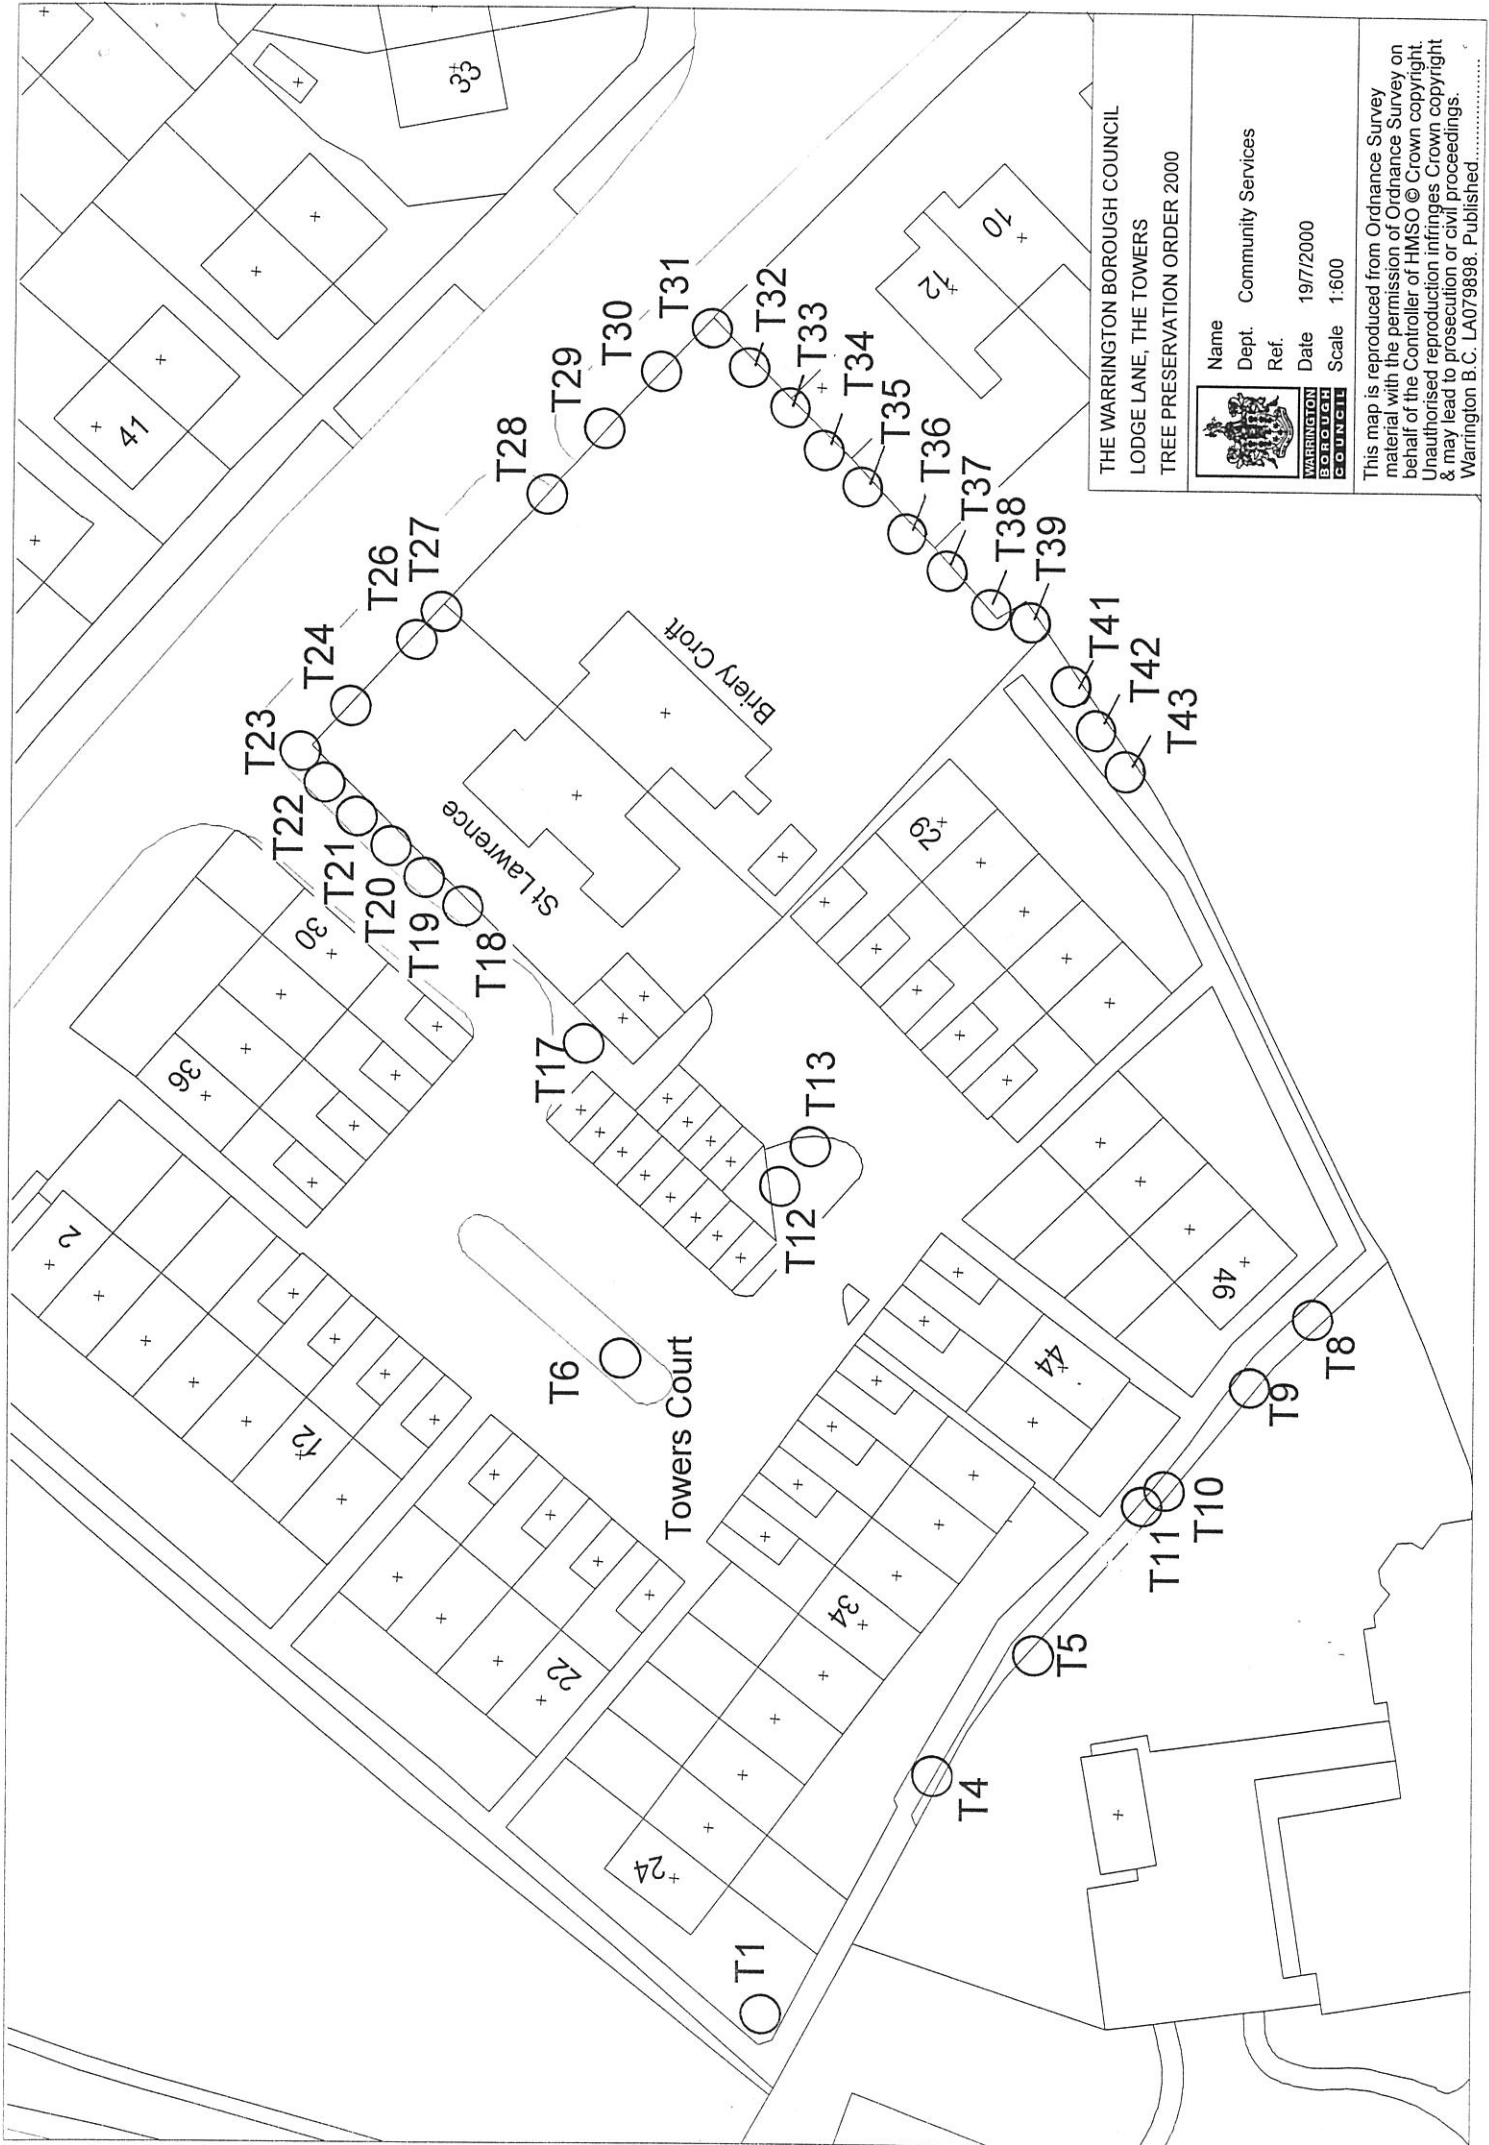 THE WARRINGTON BOROUGH COUNCIL
LODGE LANE, THE TOWERS
TREE PRESERVATION ORDER 2000
WARRINGTON
BOROUGH
COUNCIL
Name
Dept. Community Services
Ref.
Date 19/7/2000
Scale 1:600
This map is reproduced from Ordnance Survey
material with the permission of Ordnance Survey on
behalf of the Controller of HMSO © Crown copyright.
Unauthorised reproduction infringes Crown copyright
& may lead to prosecution or civil proceedings.
Warrington B.C. LA079898. Published..............
33
41
T31
T30
T29
T28
T27
T26
T24
T23
T22
T21
T20
T19
T18
T17
T32
T33
T34
T35
T36
T37
T38
T39
T41
T42
T43
10
12
Briery Croft
St Lawrence
62
30
36
2
12
22
T6
Towers Court
T12
T13
46
44
34
24
T8
T9
T10
T11
T5
T4
T1